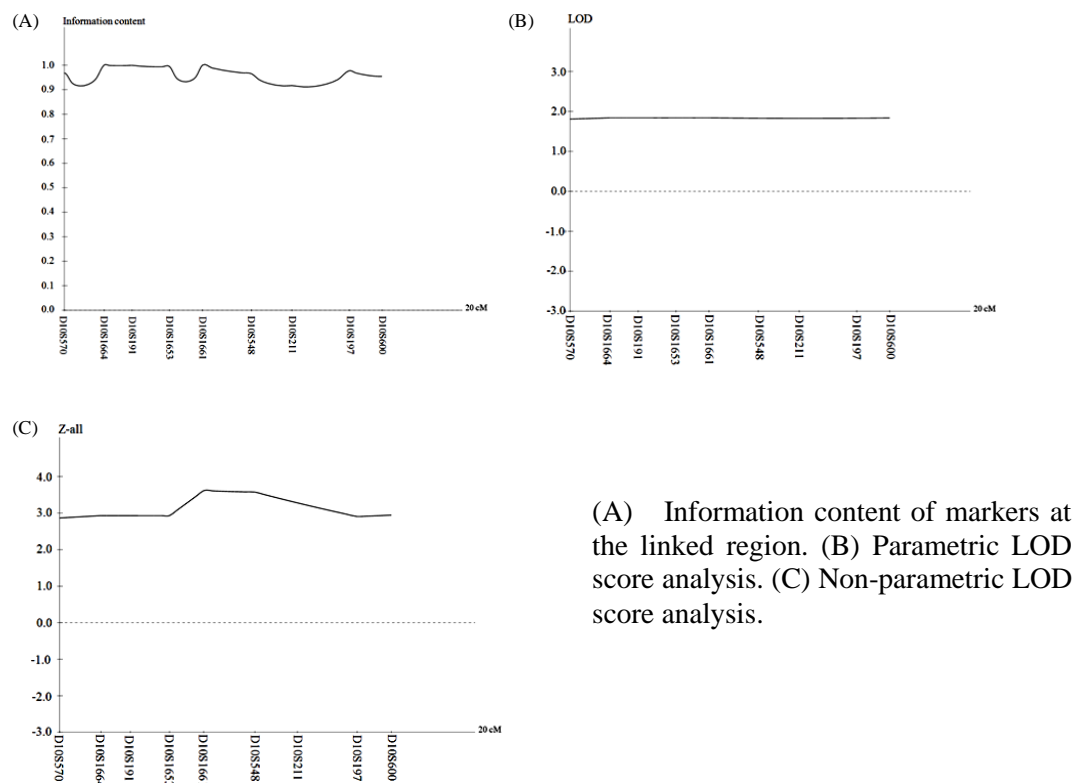 (A)
Information content
1.0
0.9
0.8
0.7
0.6
0.5
0.4
0.3
0.2
0.1
0.0
20 cM
D10S570
D10S1664
D10S191
D10S1653
D10S1661
D10S548
D10S211
D10S197
D10S600
(B)
LOD
3.0
2.0
1.0
0.0
-1.0
-2.0
-3.0
20 cM
D10S570
D10S1664
D10S191
D10S1653
D10S1661
D10S548
D10S211
D10S197
D10S600
(C)
Z-all
4.0
3.0
2.0
1.0
0.0
-1.0
-2.0
-3.0
20 cM
D10S570
D10S1664
D10S191
D10S1653
D10S166
D10S548
D10S211
D10S197
D10S600
(A) Information content of markers at
the linked region. (B) Parametric LOD
score analysis. (C) Non-parametric LOD
score analysis.